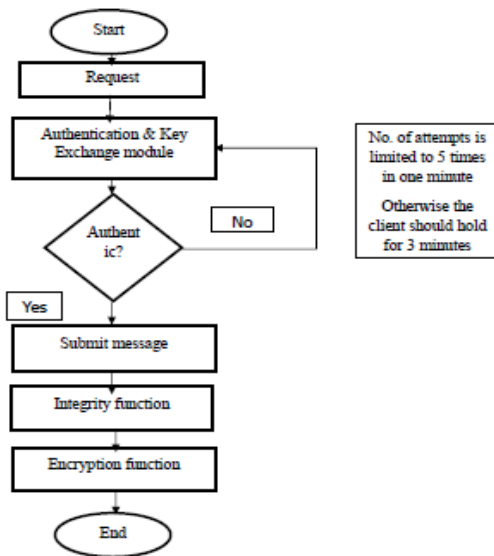 Start
Request
Authentication & Key
Exchange module
No. of attempts is
limited to 5 times
in one minute
Otherwise the
client should hold
for 3 minutes
Authent
ic?
No
Yes
Submit message
Integrity function
Encryption function
End